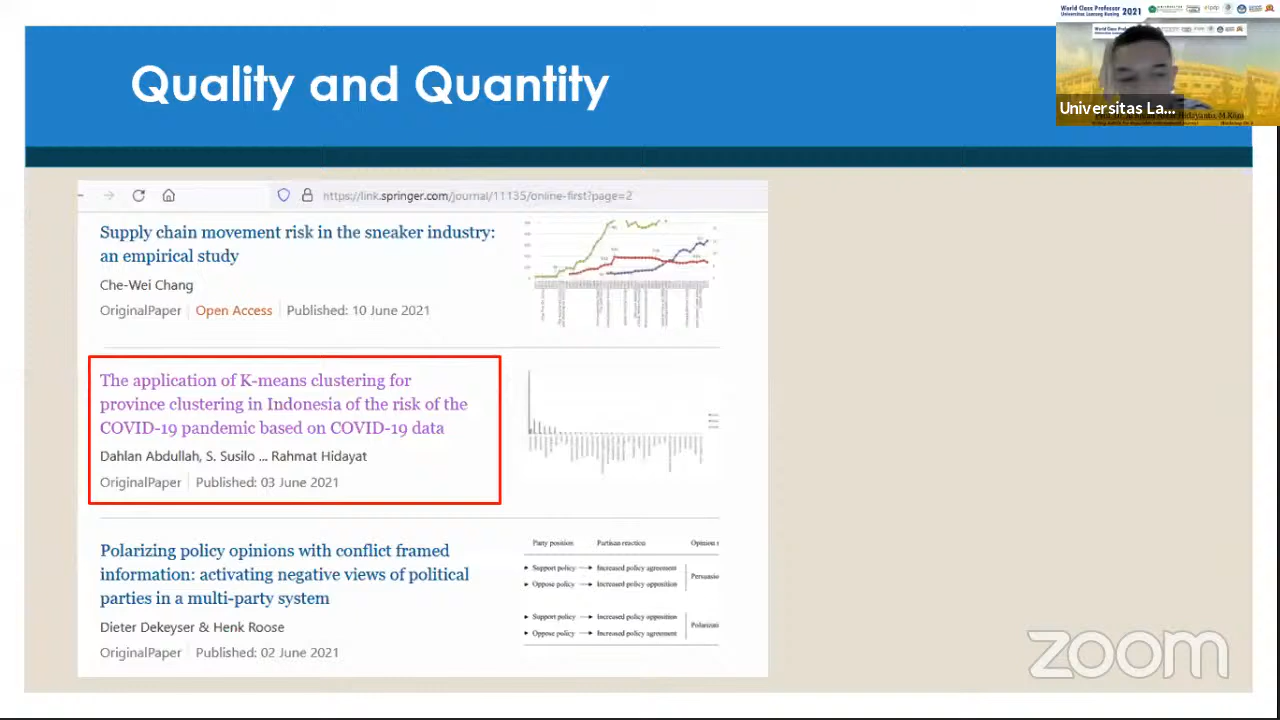 Quality and Quantity
World Class Professor 2021
Universitas Lancang Kuning
Universitas La...
https://link.springer.com/journal/11135/online-first?page=2
Supply chain movement risk in the sneaker industry:
an empirical study
Che-Wei Chang
OriginalPaper Open Access Published: 10 June 2021
The application of K-means clustering for
province clustering in Indonesia of the risk of the
COVID-19 pandemic based on COVID-19 data
Dahlan Abdullah, S. Susilo ... Rahmat Hidayat
OriginalPaper Published: 03 June 2021
Polarizing policy opinions with conflict framed
information: activating negative views of political
parties in a multi-party system
Dieter Dekeyser & Henk Roose
OriginalPaper Published: 02 June 2021
Party position Partisan reaction Opinion
Support policy Increased policy agreement
Oppose policy Increased policy opposition
Support policy Increased policy opposition
Oppose policy Increased policy agreement
zoom